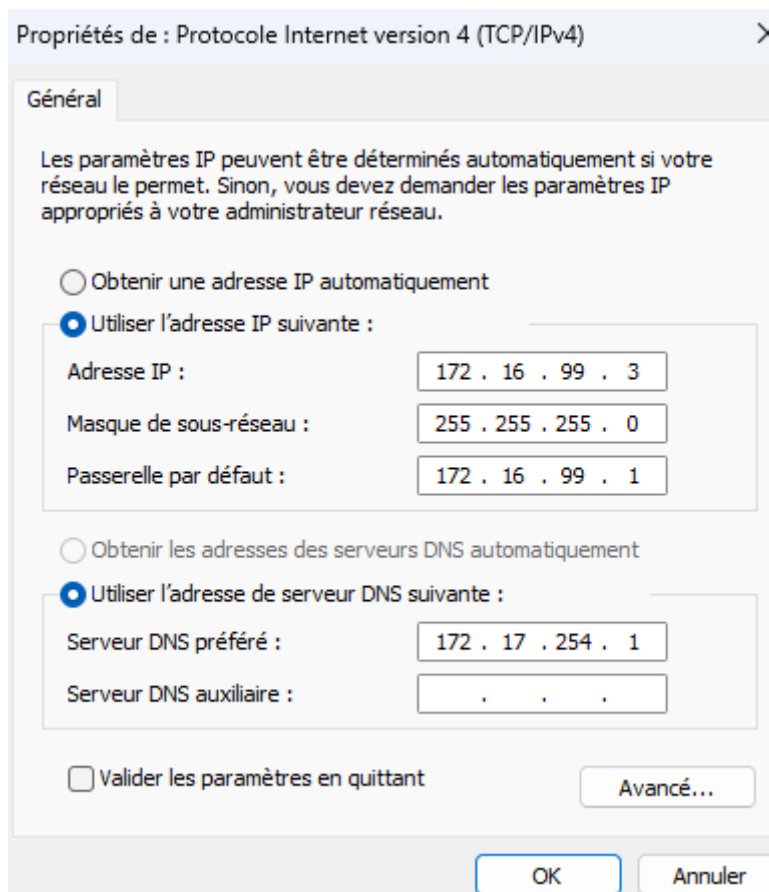 Propriétés de : Protocole Internet version 4 (TCP/IPv4)
Général
Les paramètres IP peuvent être déterminés automatiquement si votre
réseau le permet. Sinon, vous devez demander les paramètres IP
appropriés à votre administrateur réseau.
Obtenir une adresse IP automatiquement
Utiliser l'adresse IP suivante :
Adresse IP : 172 . 16 . 99 . 3
Masque de sous-réseau : 255 . 255 . 255 . 0
Passerelle par défaut : 172 . 16 . 99 . 1
Obtenir les adresses des serveurs DNS automatiquement
Utiliser l'adresse de serveur DNS suivante :
Serveur DNS préféré : 172 . 17 . 254 . 1
Serveur DNS auxiliaire : . . .
Valider les paramètres en quittant
Avancé...
OK Annuler